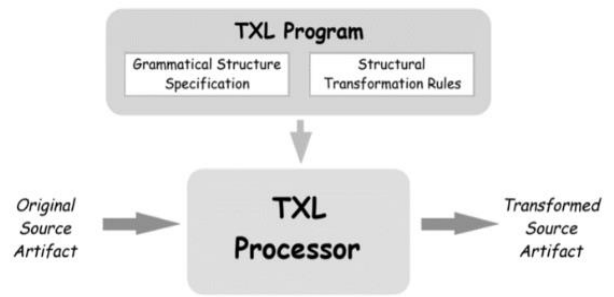 TXL Program
Grammatical Structure
Specification
Structural
Transformation Rules
Original
Source
Artifact
TXL
Processor
Transformed
Source
Artifact